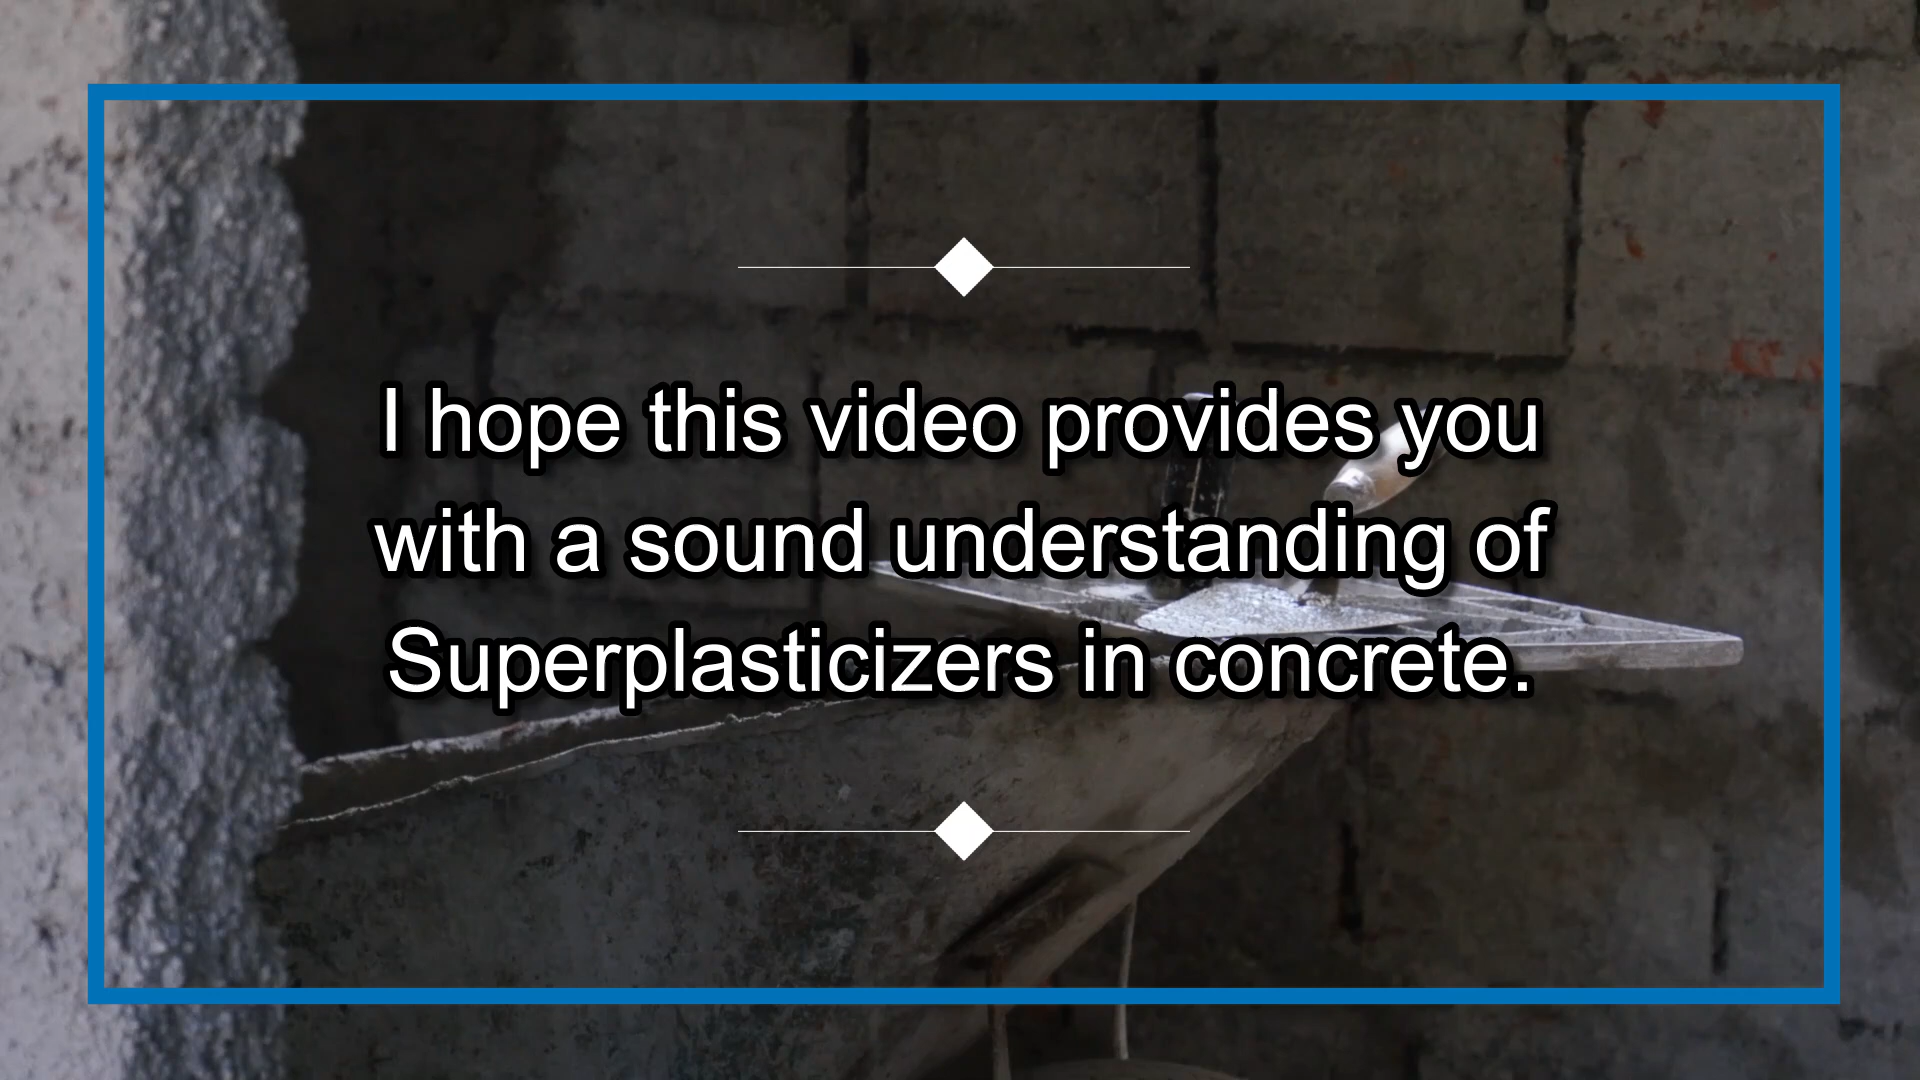 I hope this video provides you
with a sound understanding of
Superplasticizers in concrete.